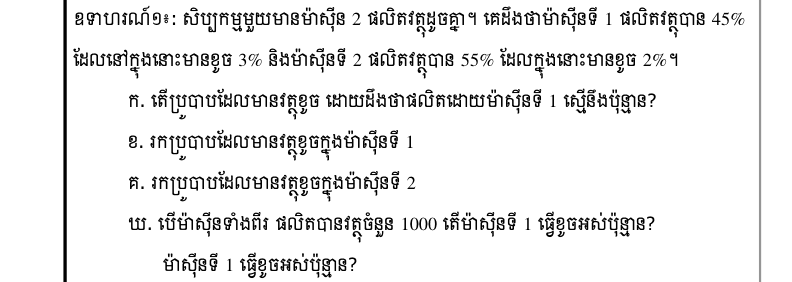 ឧទាហរណ៍១៖: សិប្បកម្មមួយមានម៉ាស៊ីន 2 ផលិតវត្ថុដូចគ្នា។ គេដឹងថាម៉ាស៊ីនទី 1 ផលិតវត្ថុបាន 45%
ដែលនៅក្នុងនោះមានខូច 3% និងម៉ាស៊ីនទី 2 ផលិតវត្ថុបាន 55% ដែលក្នុងនោះមានខូច 2%។
ក. តើប្រូបាបដែលមានវត្ថុខូច ដោយដឹងថាផលិតដោយម៉ាស៊ីនទី 1 ស្មើនឹងប៉ុន្មាន?
ខ. រកប្រូបាបដែលមានវត្ថុខូចក្នុងម៉ាស៊ីនទី 1
គ. រកប្រូបាបដែលមានវត្ថុខូចក្នុងម៉ាស៊ីនទី 2
ឃ. បើម៉ាស៊ីនទាំងពីរ ផលិតបានវត្ថុចំនួន 1000 តើម៉ាស៊ីនទី 1 ធ្វើខូចអស់ប៉ុន្មាន?
ម៉ាស៊ីនទី 1 ធ្វើខូចអស់ប៉ុន្មាន?